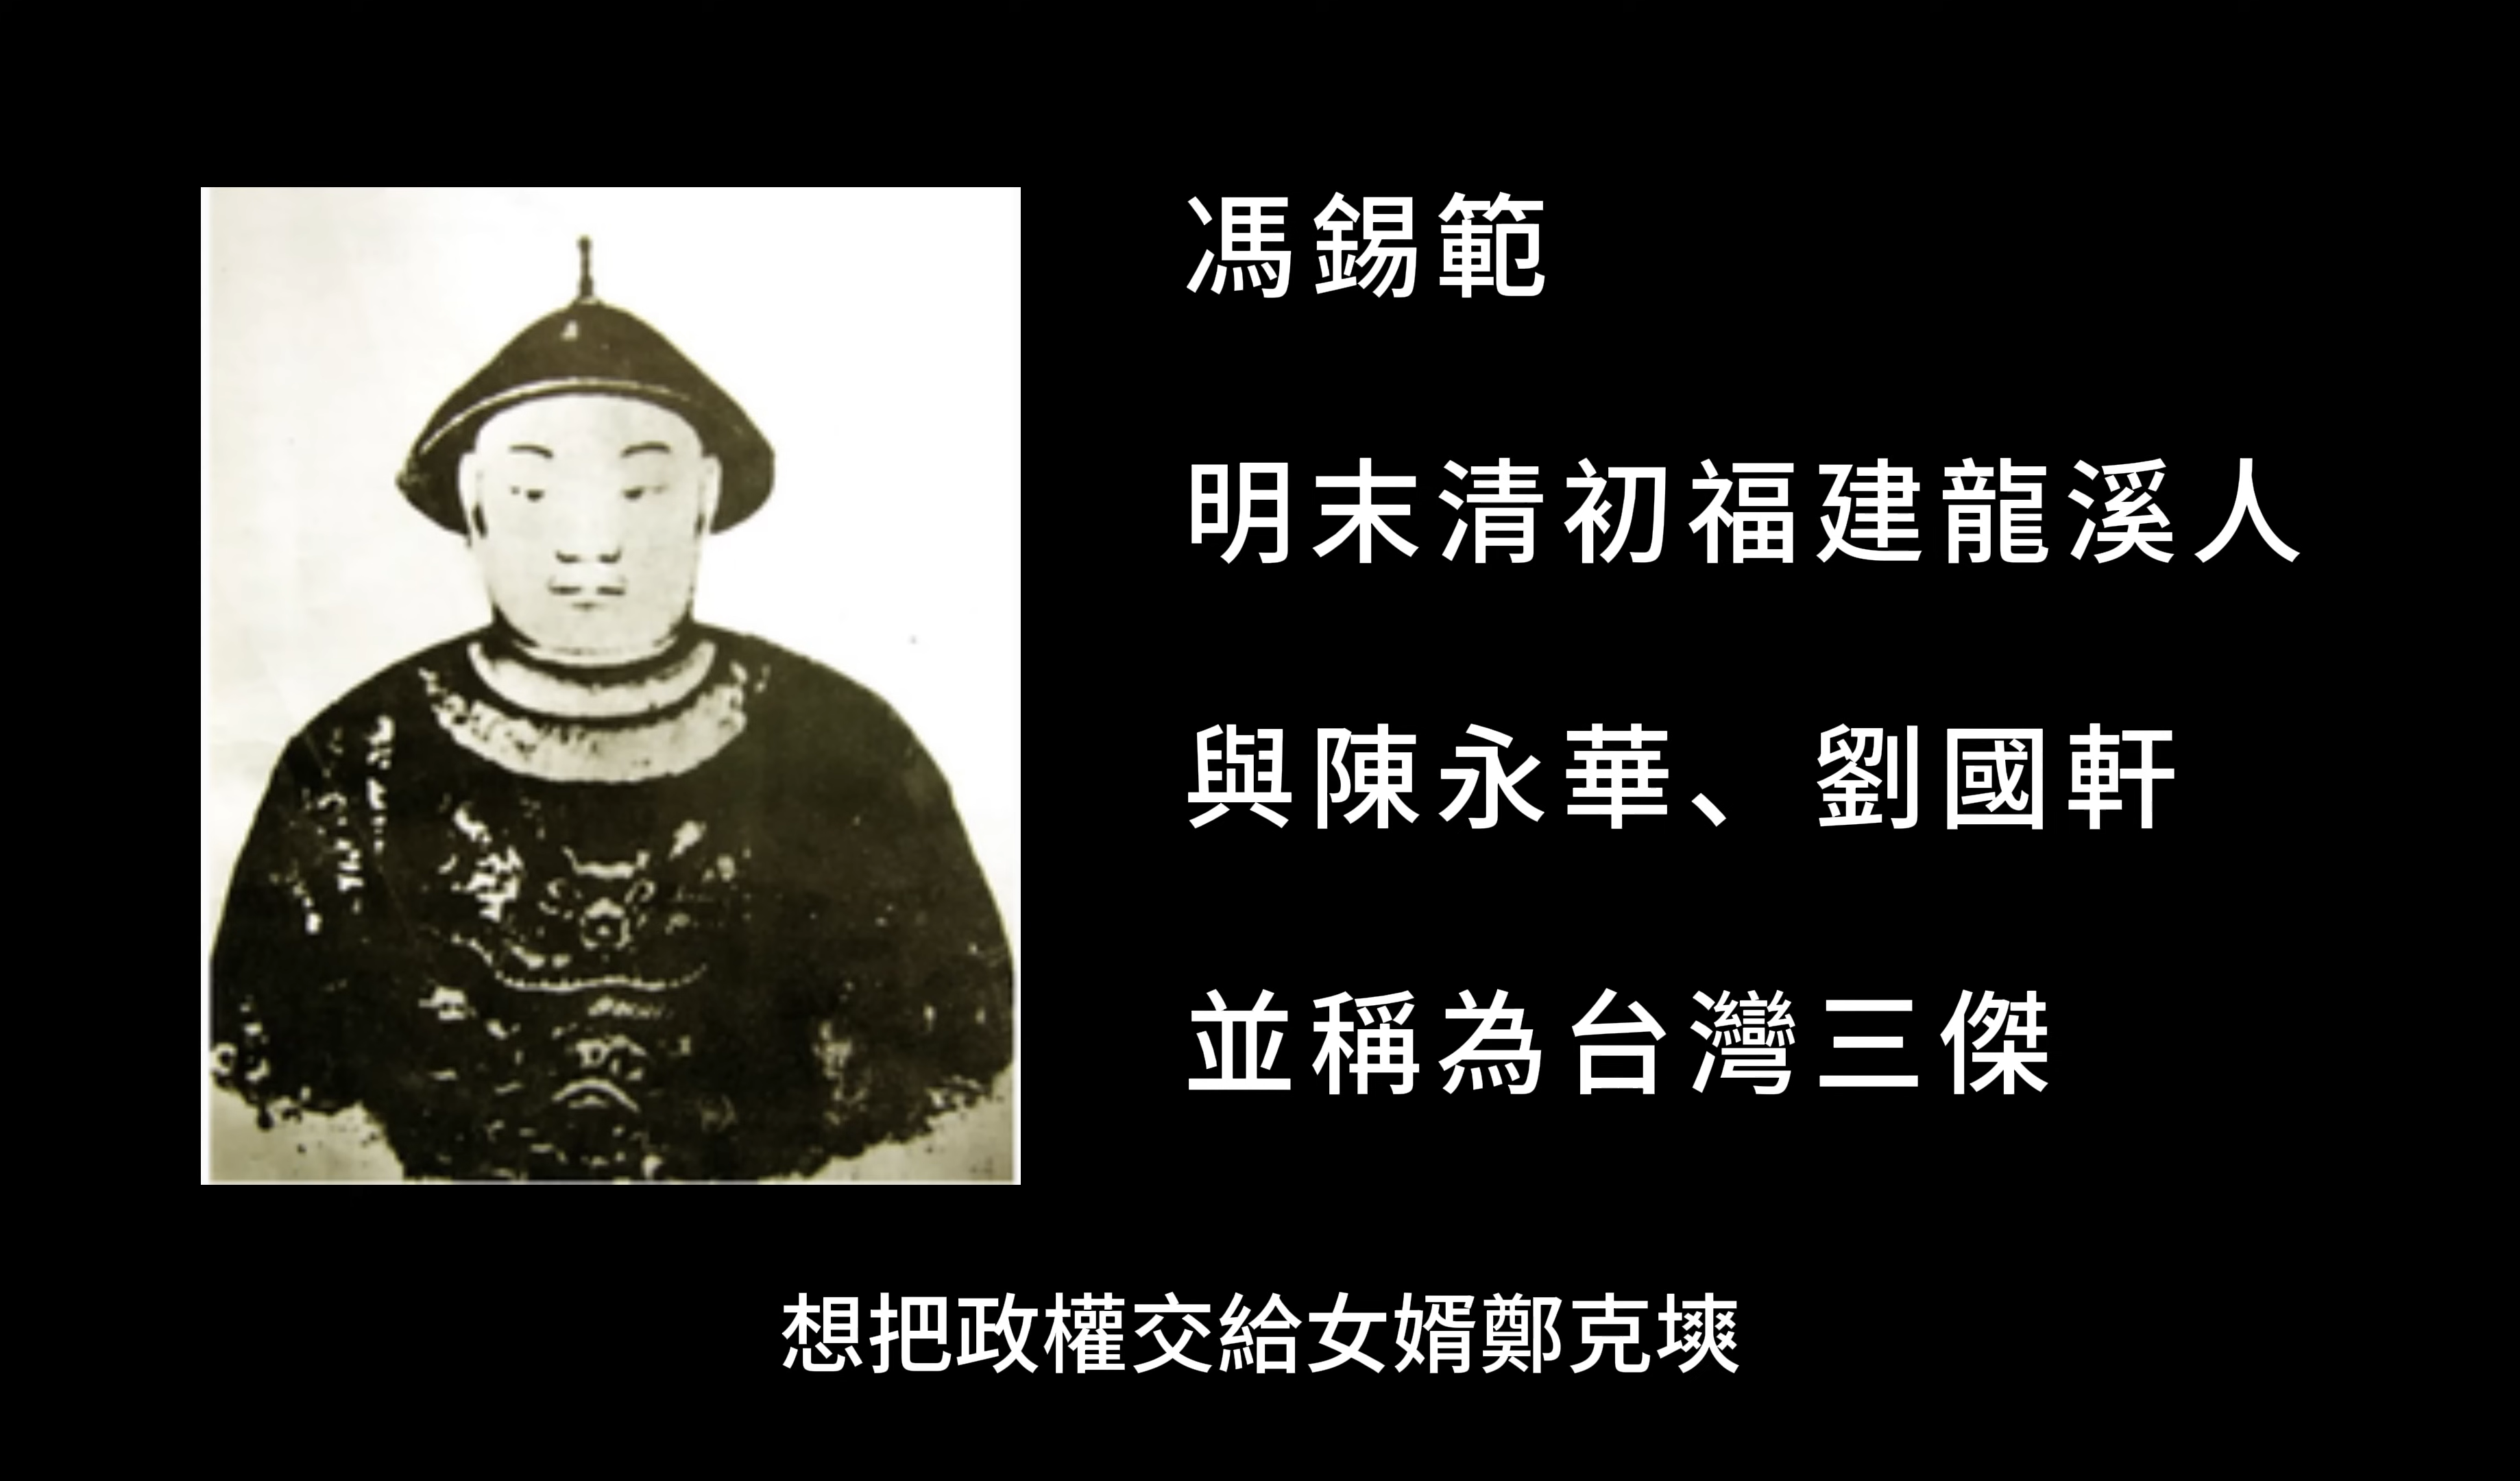 馮錫範
明末清初福建龍溪人
與陳永華、劉國軒
並稱為台灣三傑
想把政權交給女婿鄭克塽